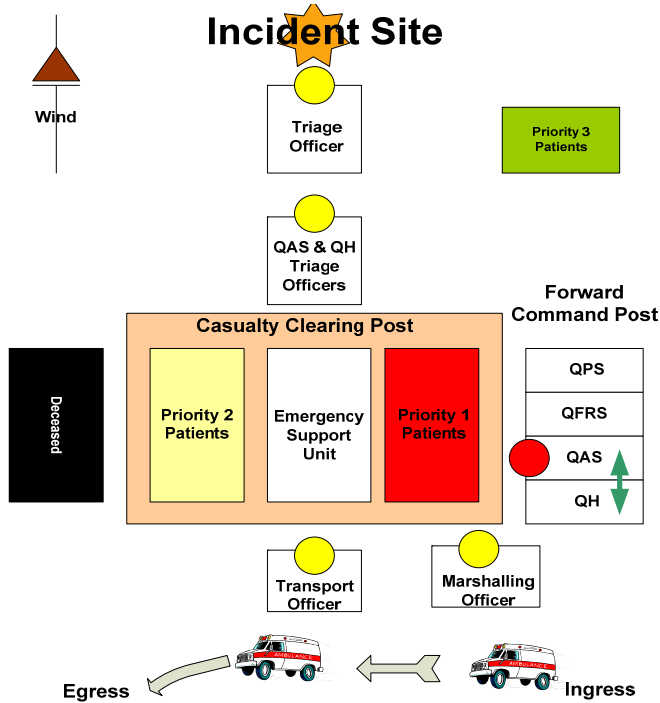 Incident Site
Wind
Triage
Officer
Priority 3
Patients
QAS & QH
Triage
Officers
Forward
Command Post
Casualty Clearing Post
Deceased
Priority 2
Patients
Emergency
Support
Unit
Priority 1
Patients
QPS
QFRS
QAS
QH
Transport
Officer
Marshalling
Officer
AMBULANCE
AMBULANCE
Egress
Ingress